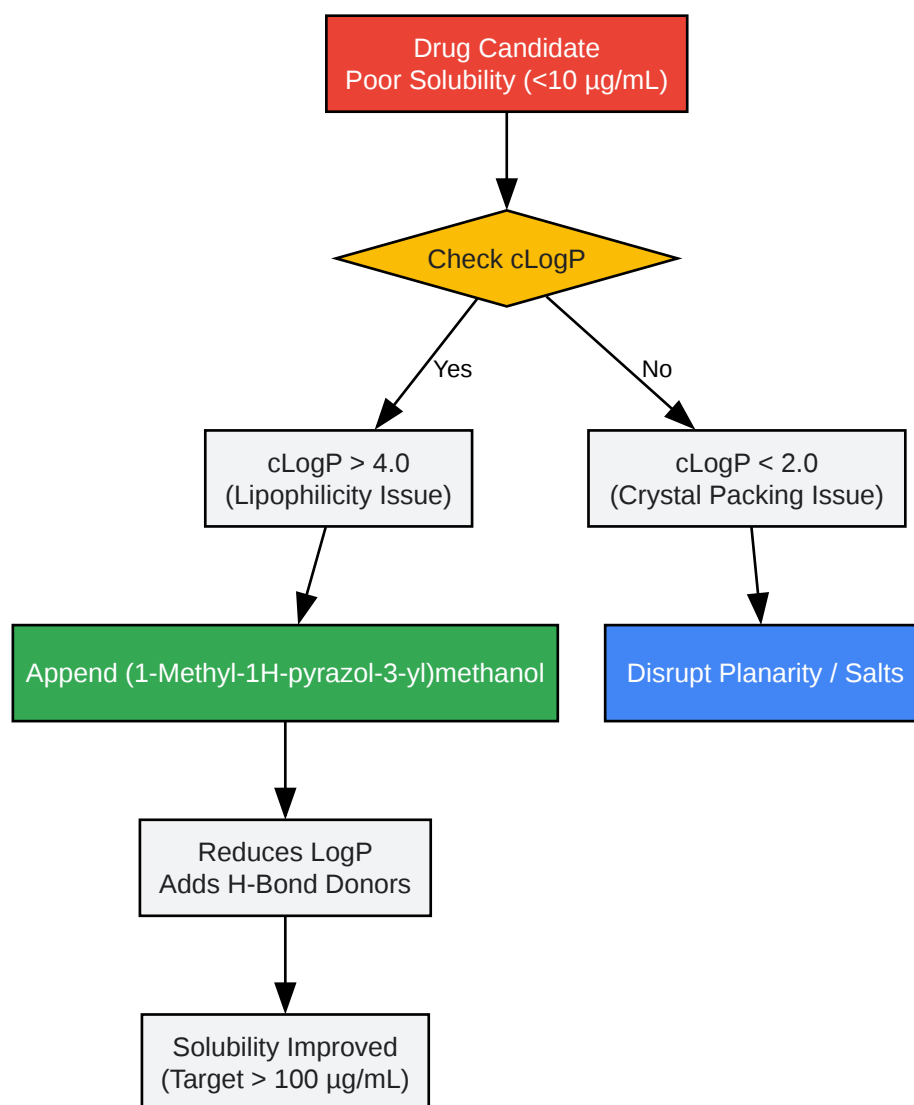 Drug Candidate
Poor Solubility (<10 µg/mL)
Check cLogP
Yes
No
cLogP > 4.0
(Lipophilicity Issue)
cLogP < 2.0
(Crystal Packing Issue)
Append (1-Methyl-1H-pyrazol-3-yl)methanol
Disrupt Planarity / Salts
Reduces LogP
Adds H-Bond Donors
Solubility Improved
(Target > 100 µg/mL)